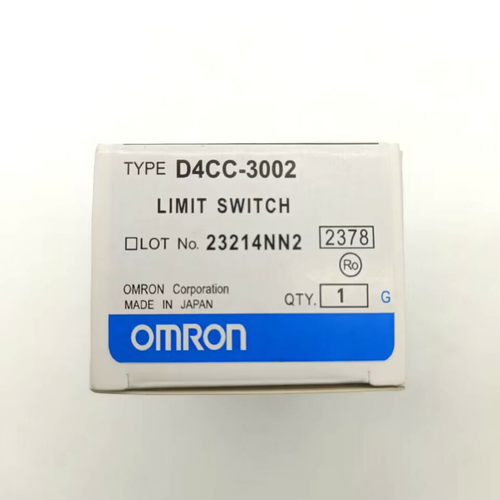 TYPE D4CC-3002
LIMIT SWITCH
□LOT No. 23214NN2 2378
Ro
OMRON Corporation
MADE IN JAPAN
QTY. 1 G
OMRON